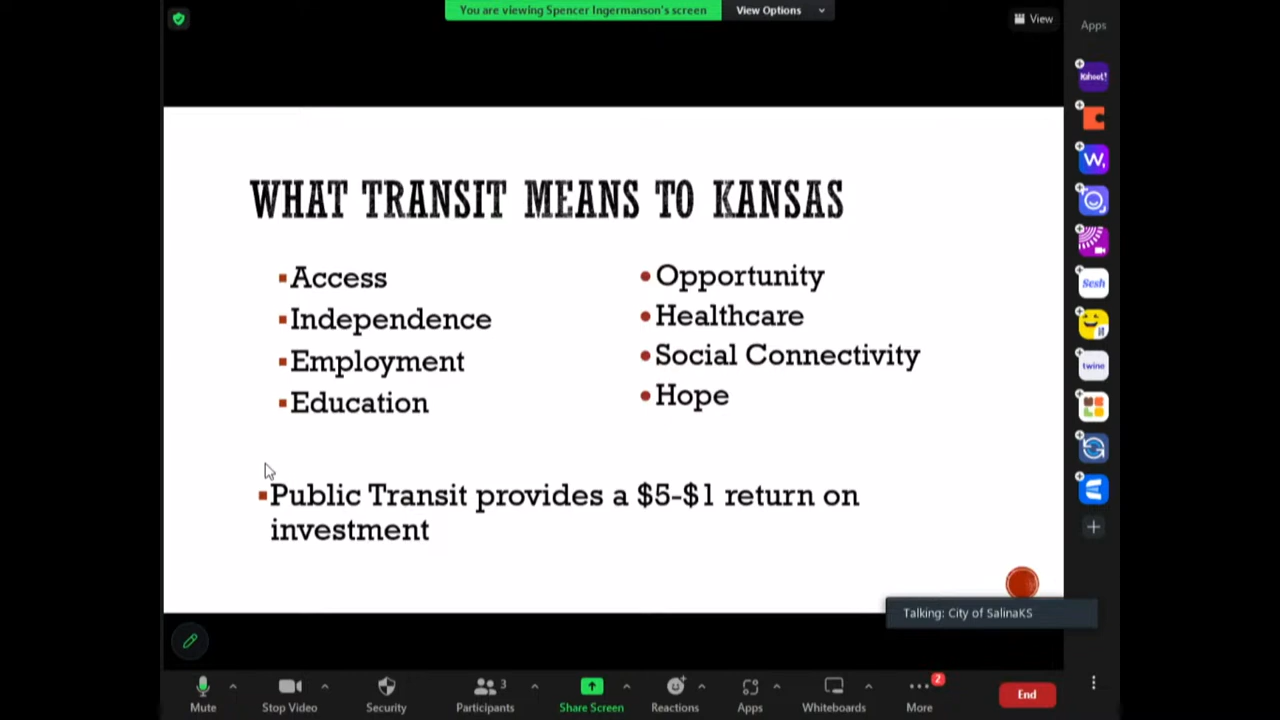 You are viewing Spencer Ingermanson's screen
View Options
View
Apps
Kahoot!
W,
Sesh
twine
WHAT TRANSIT MEANS TO KANSAS
Access
Independence
Employment
Education
Opportunity
Healthcare
Social Connectivity
Hope
Public Transit provides a $5-$1 return on
investment
Talking: City of SalinaKS
Mute
Stop Video
Security
3
Participants
Share Screen
Reactions
Apps
Whiteboards
2
More
End